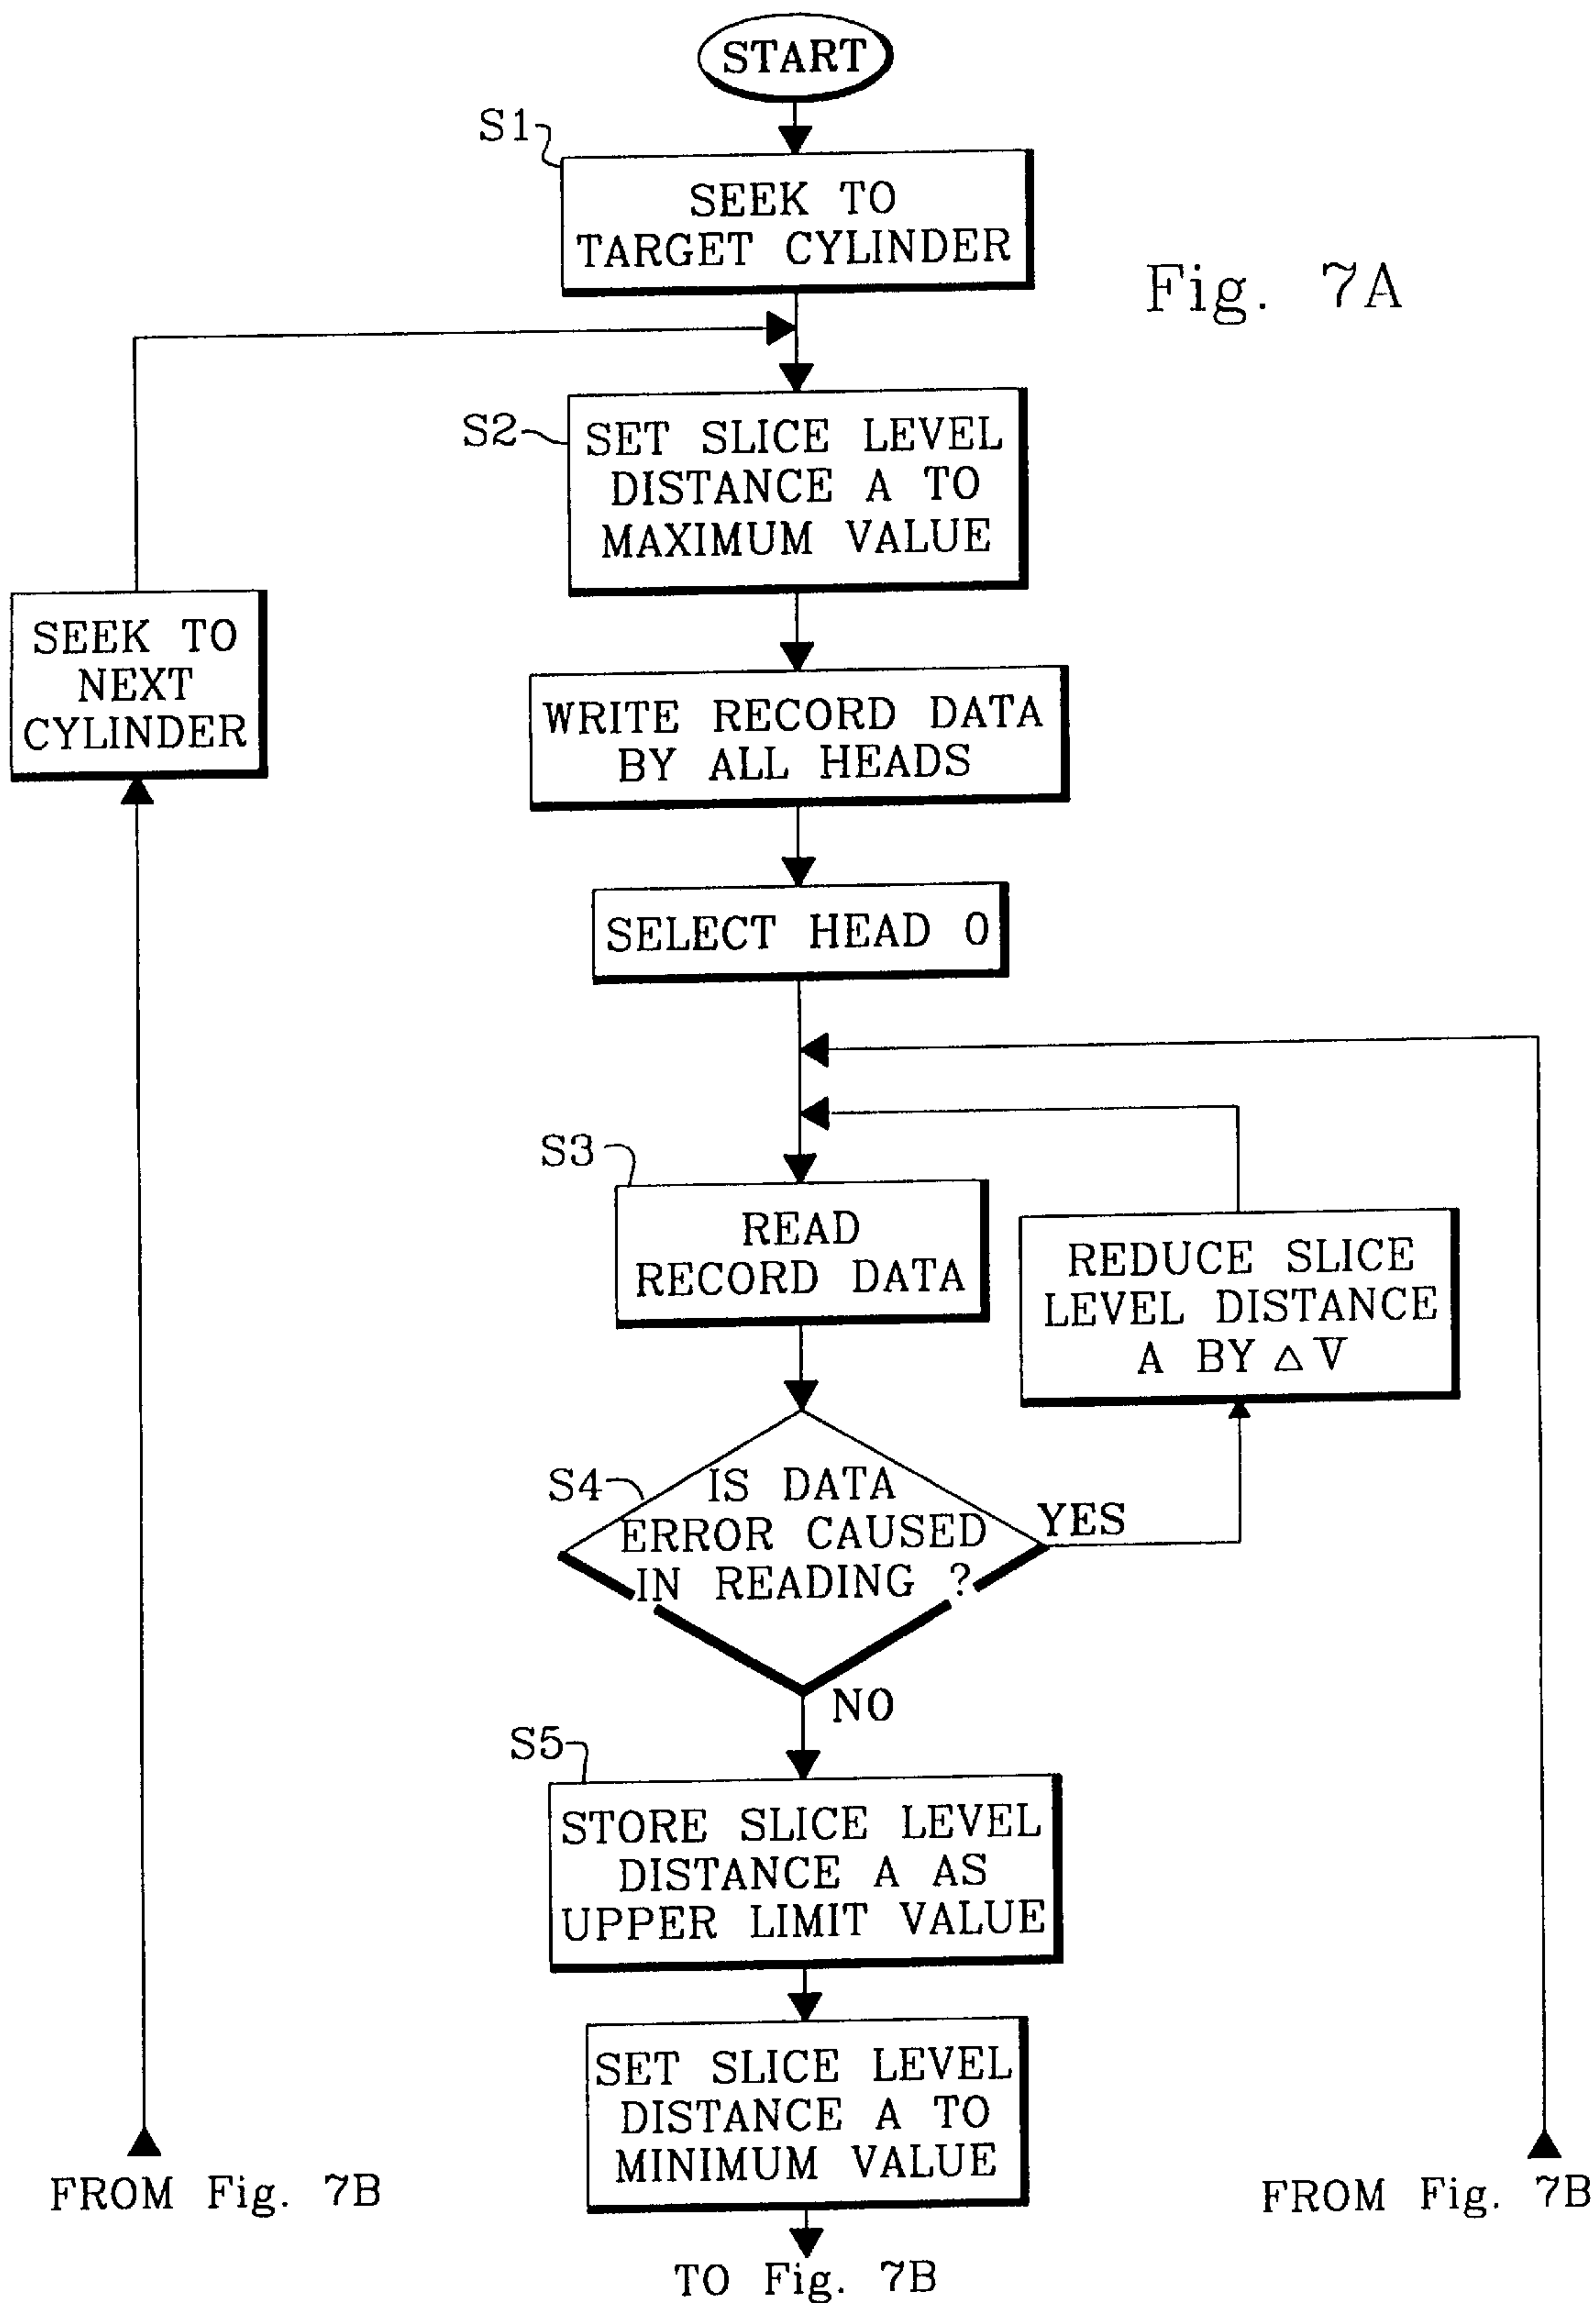 START
S1
SEEK TO
TARGET CYLINDER
Fig. 7A
S2
SET SLICE LEVEL
DISTANCE A TO
MAXIMUM VALUE
SEEK TO
NEXT
CYLINDER
WRITE RECORD DATA
BY ALL HEADS
SELECT HEAD 0
S3
READ
RECORD DATA
REDUCE SLICE
LEVEL DISTANCE
A BY △V
S4
IS DATA
ERROR CAUSED
IN READING ?
YES
NO
S5
STORE SLICE LEVEL
DISTANCE A AS
UPPER LIMIT VALUE
SET SLICE LEVEL
DISTANCE A TO
MINIMUM VALUE
FROM Fig. 7B
FROM Fig. 7B
TO Fig. 7B